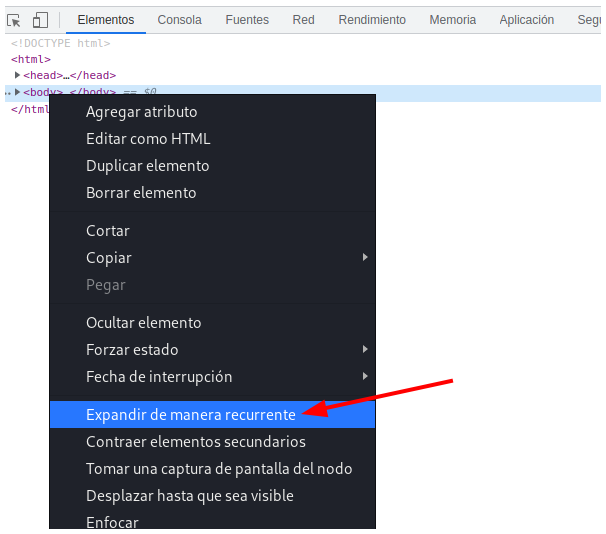 Elementos Consola Fuentes Red Rendimiento Memoria Aplicación Segu
<!DOCTYPE html>
<html>
<head>…</head>
<body> </body> == $0
</html
Agregar atributo
Editar como HTML
Duplicar elemento
Borrar elemento
Cortar
Copiar
Pegar
Ocultar elemento
Forzar estado
Fecha de interrupción
Expandir de manera recurrente
Contraer elementos secundarios
Tomar una captura de pantalla del nodo
Desplazar hasta que sea visible
Enfocar